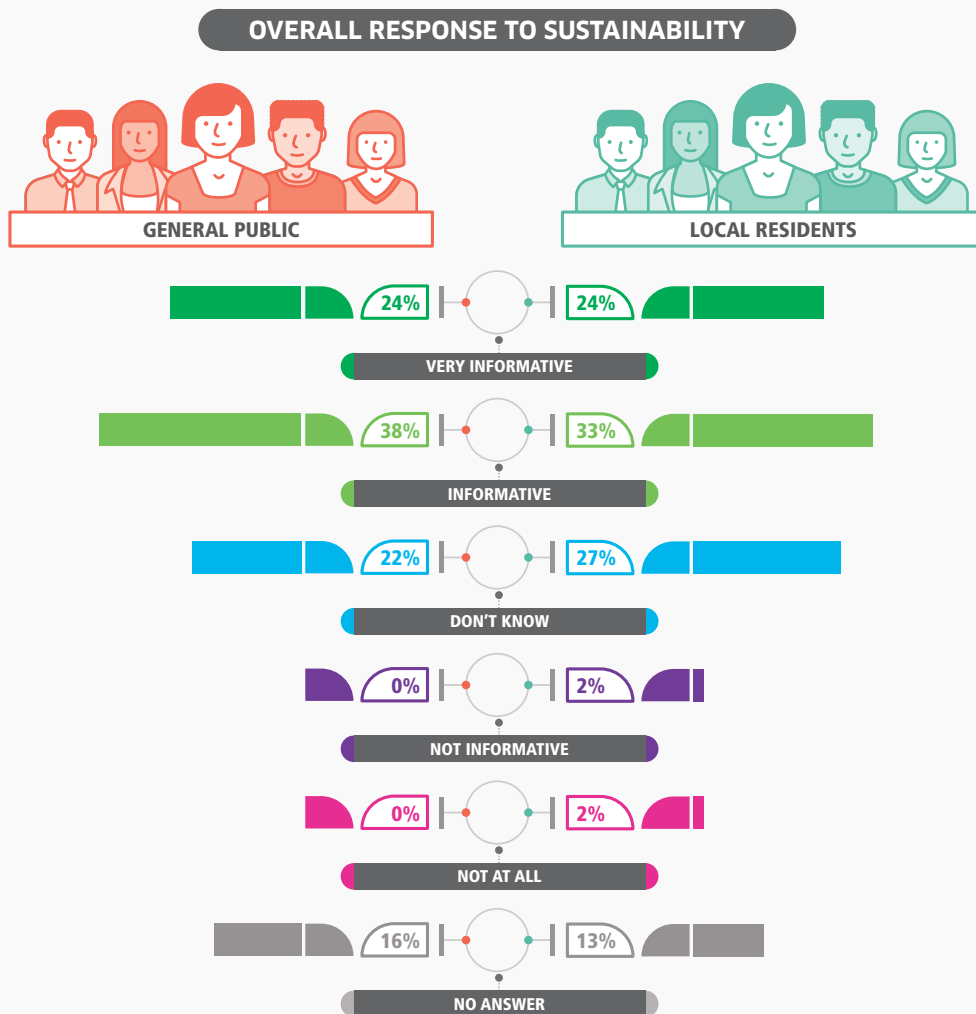 OVERALL RESPONSE TO SUSTAINABILITY
GENERAL PUBLIC
LOCAL RESIDENTS
24%
24%
VERY INFORMATIVE
38%
33%
INFORMATIVE
22%
27%
DON'T KNOW
0%
2%
NOT INFORMATIVE
0%
2%
NOT AT ALL
16%
13%
NO ANSWER